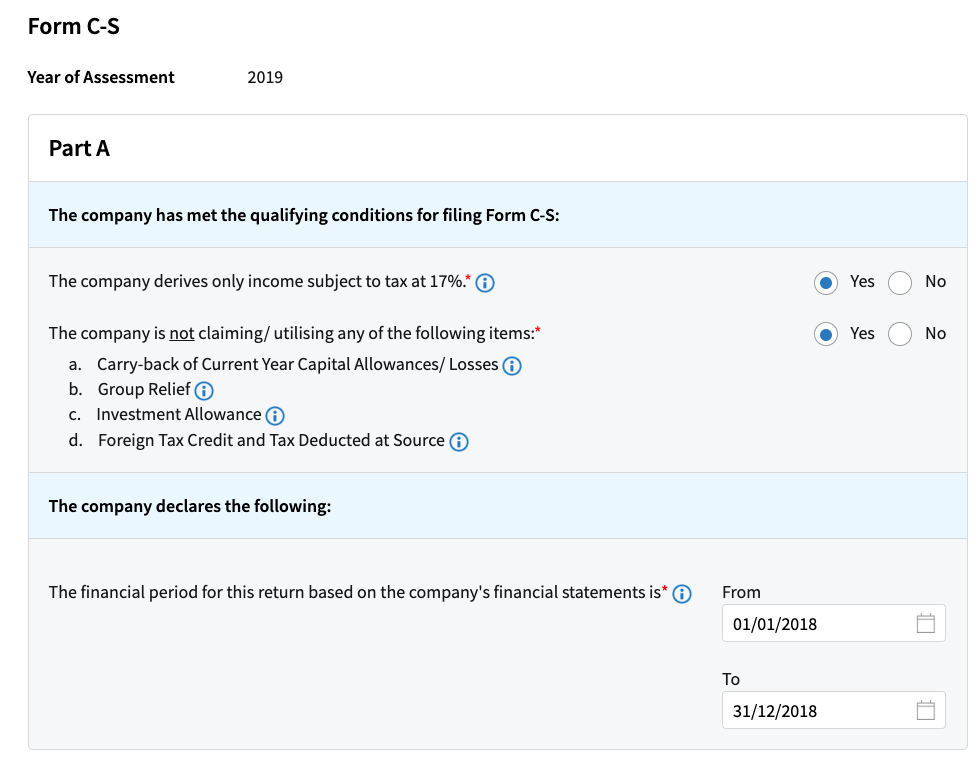 Form C-S
Year of Assessment 2019
Part A
The company has met the qualifying conditions for filing Form C-S:
The company derives only income subject to tax at 17%.* Yes No
The company is not claiming/ utilising any of the following items:* Yes No
a. Carry-back of Current Year Capital Allowances/ Losses
b. Group Relief
c. Investment Allowance
d. Foreign Tax Credit and Tax Deducted at Source
The company declares the following:
The financial period for this return based on the company's financial statements is* From
01/01/2018
To
31/12/2018